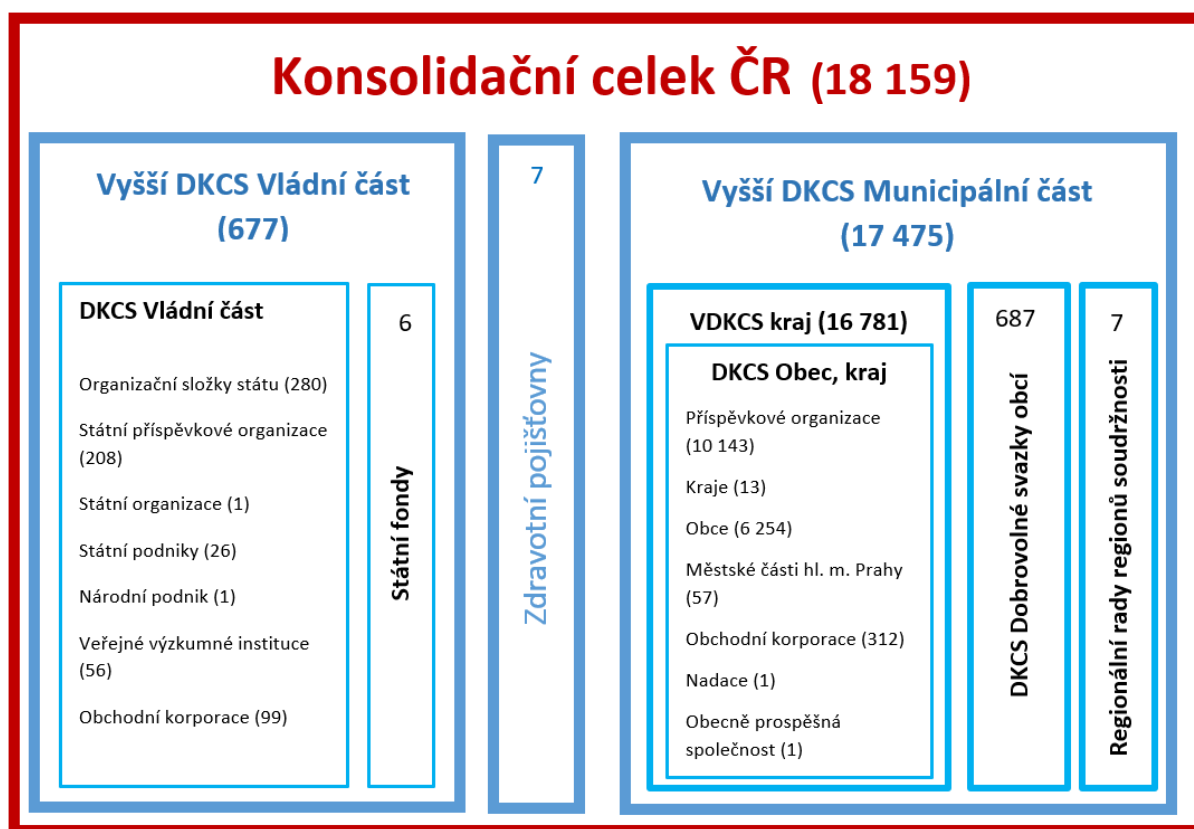 Konsolidační celek ČR (18 159)
Vyšší DKCS Vládní část
(677)
DKCS Vládní část
Organizační složky státu (280)
Státní příspěvkové organizace
(208)
Státní organizace (1)
Státní podniky (26)
Národní podnik (1)
Veřejné výzkumné instituce
(56)
Obchodní korporace (99)
6
Státní fondy
7
Zdravotní pojišťovny
Vyšší DKCS Municipální část
(17 475)
VDKCS kraj (16 781)
DKCS Obec, kraj
Příspěvkové organizace
(10 143)
Kraje (13)
Obce (6 254)
Městské části hl. m. Prahy
(57)
Obchodní korporace (312)
Nadace (1)
Obecně prospěšná
společnost (1)
687
DKCS Dobrovolné svazky obcí
7
Regionální rady regionů soudržnosti